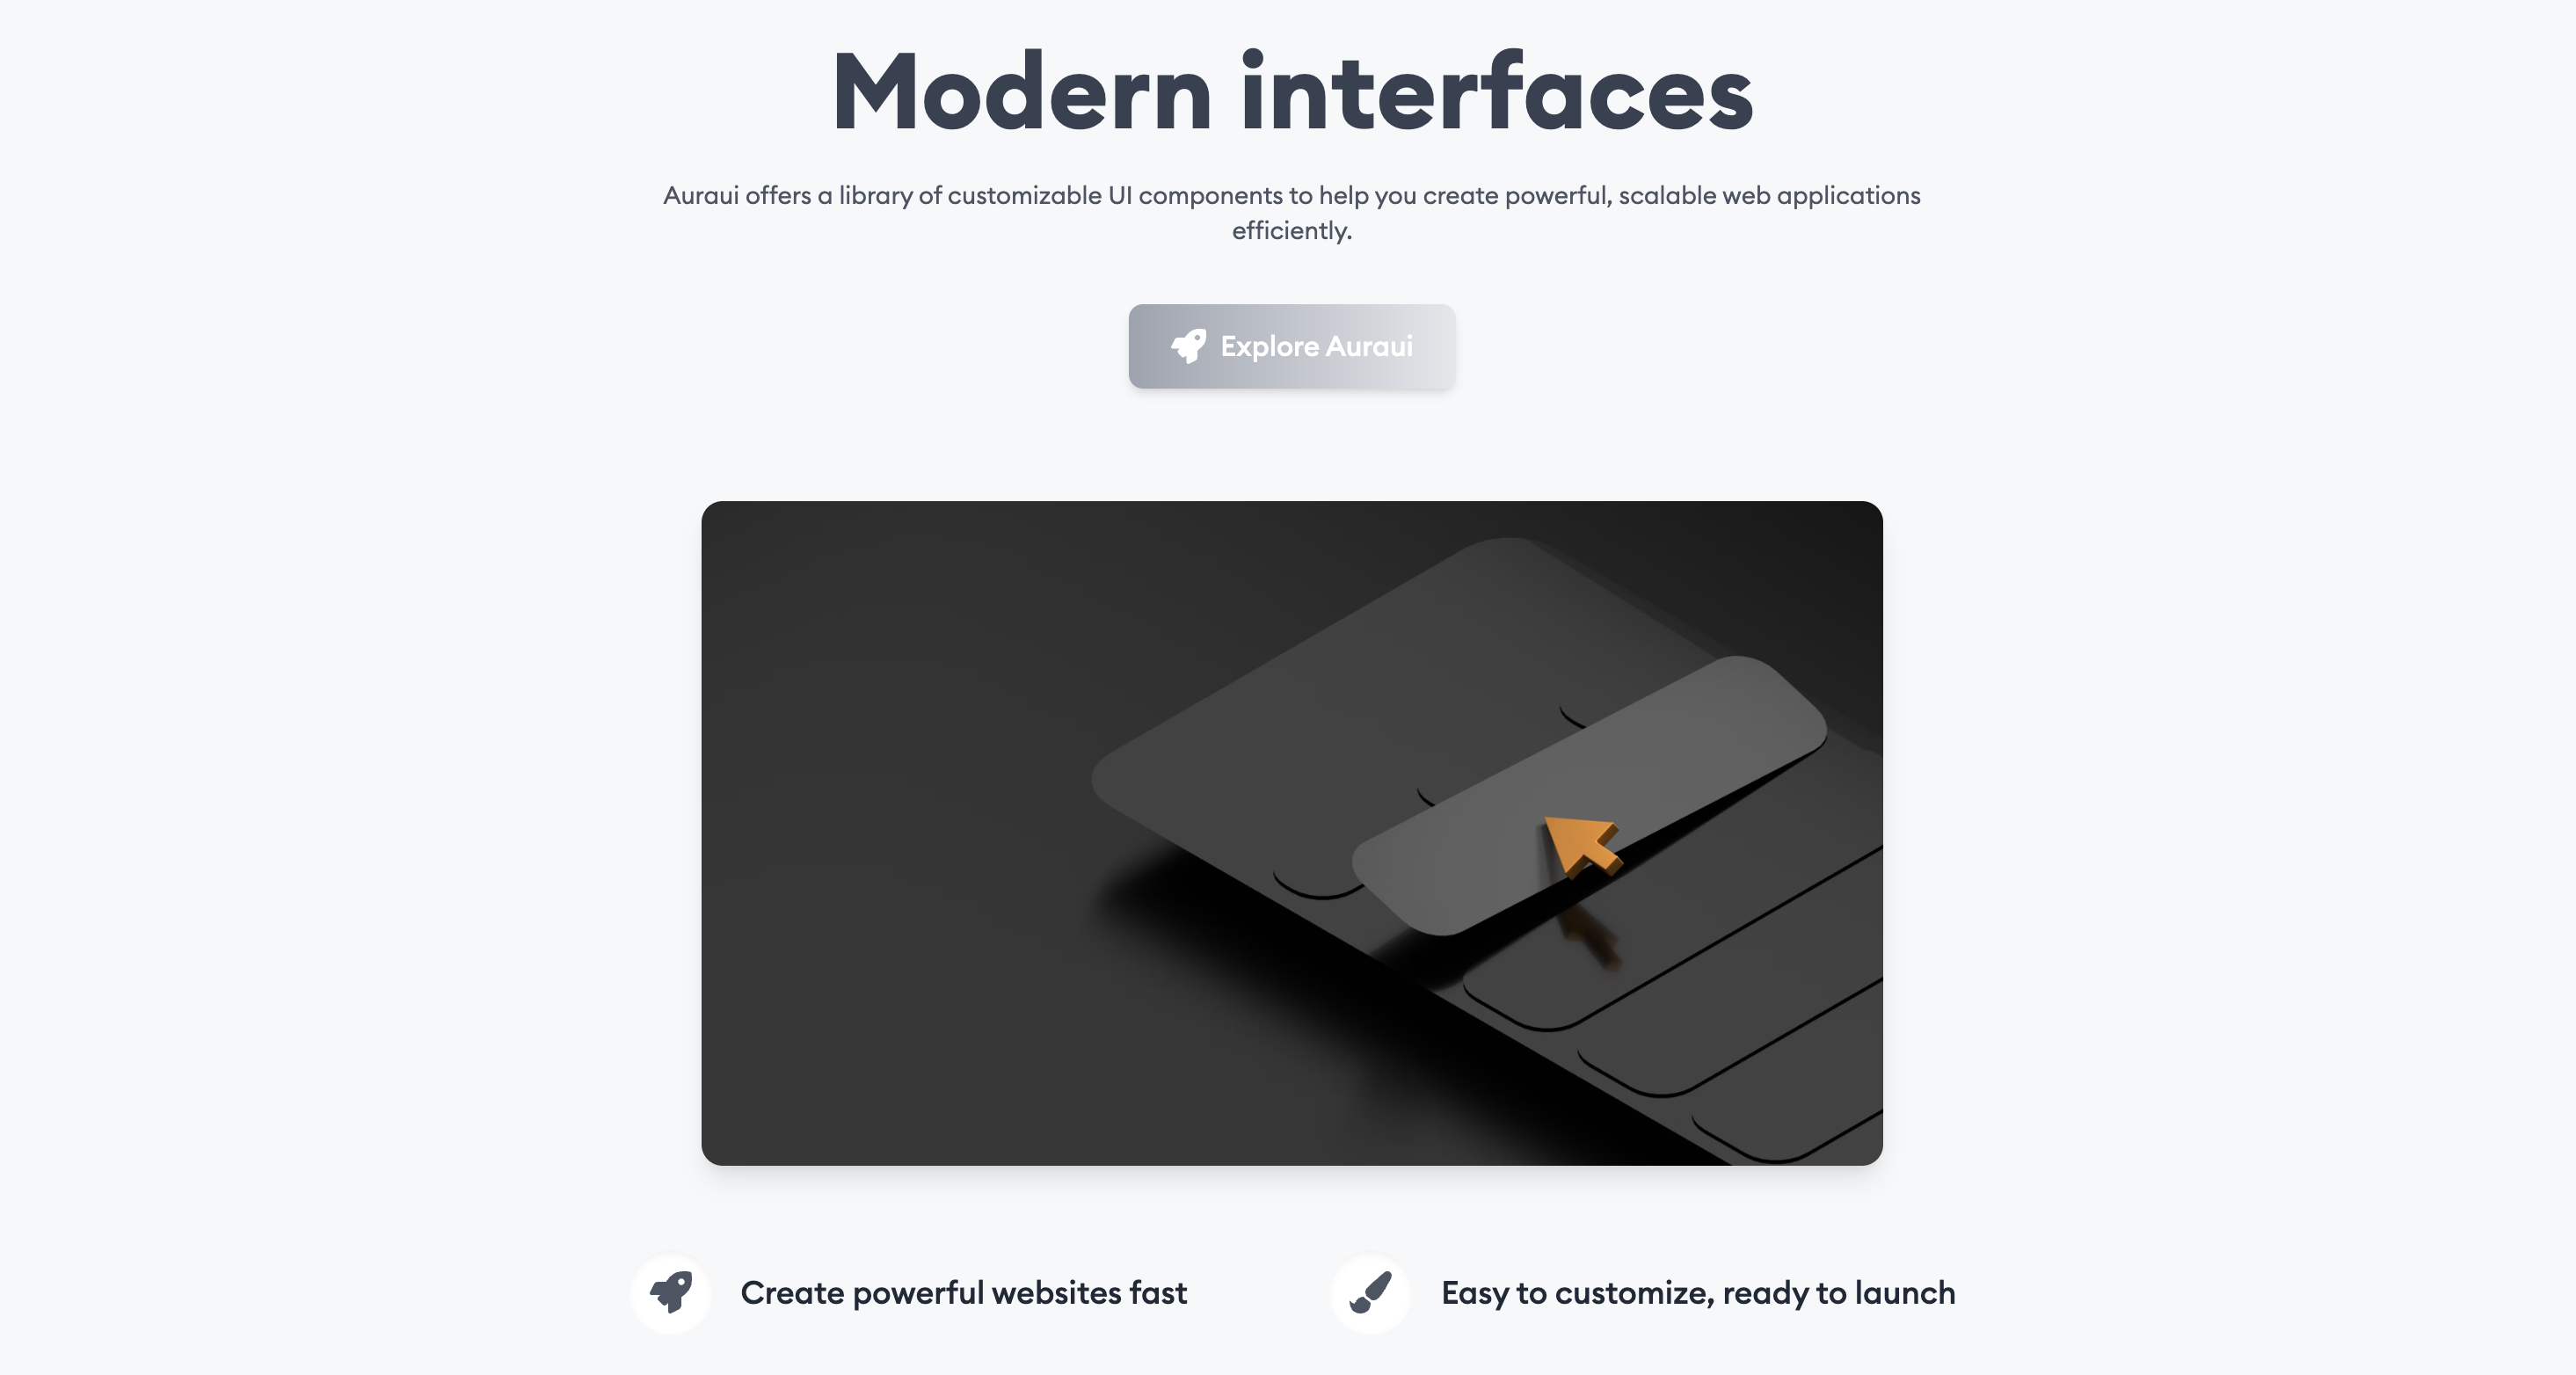 Modern interfaces
Auraui offers a library of customizable UI components to help you create powerful, scalable web applications
efficiently.
Explore Auraui
Create powerful websites fast
Easy to customize, ready to launch